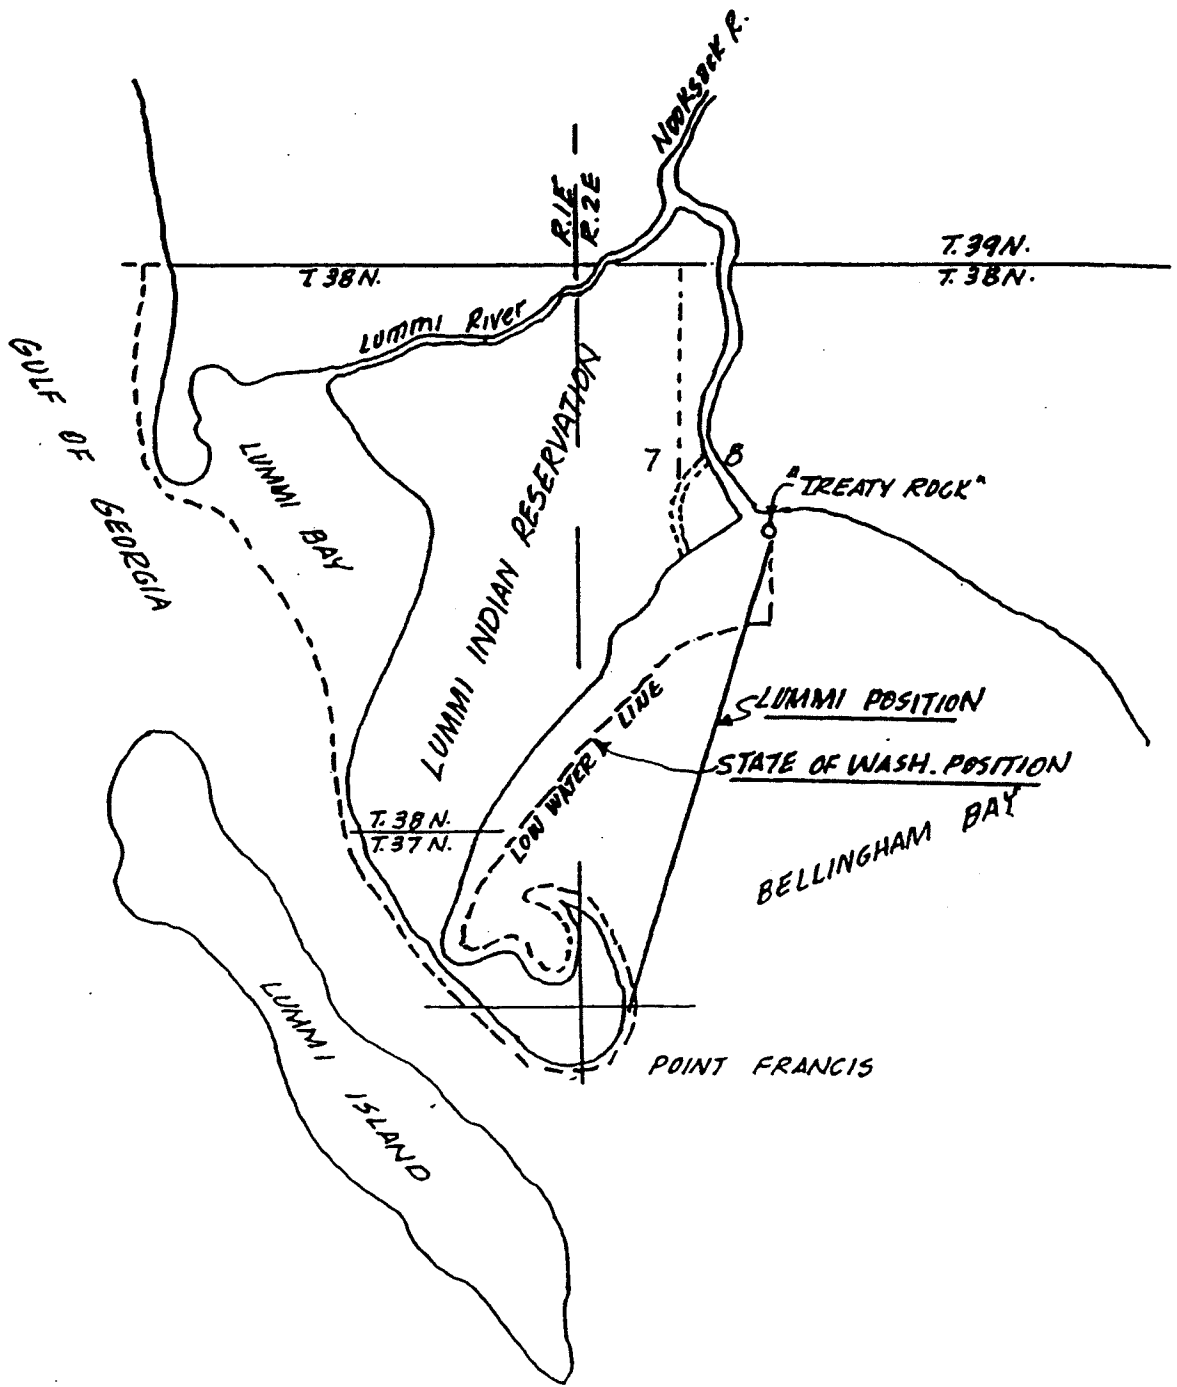 NOOKSACK R.
R.1E
R.2E
T.39N.
T.38N.
T.38N.
LUMMI River
GULF OF GEORGIA
LUMMI BAY
LUMMI INDIAN RESERVATION
7
8
"TREATY ROCK"
LUMMI POSITION
LOW WATER LINE
STATE OF WASH. POSITION
T.38N.
T.37N.
BELLINGHAM BAY
LUMMI ISLAND
POINT FRANCIS